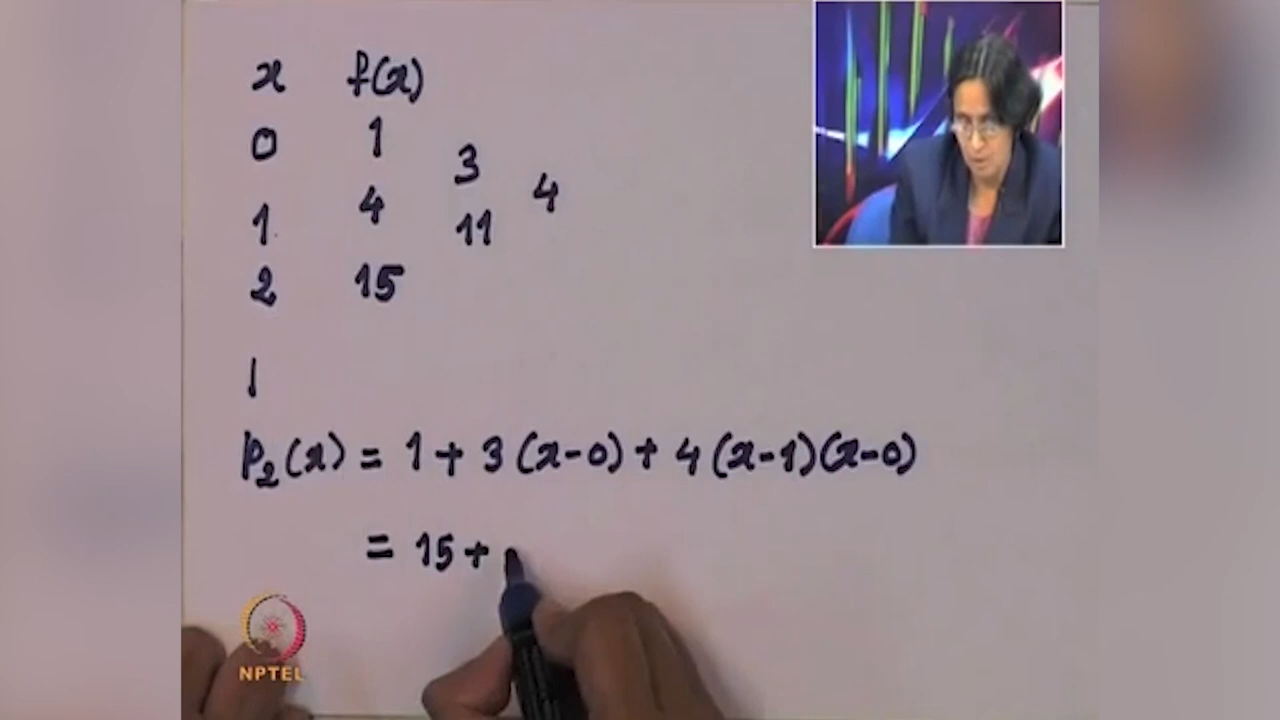 x f(x)
0 1
3
4
1 4
11
2 15
p₂(x) = 1 + 3 (x-0) + 4 (x-1)(x-0)
= 15 +
NPTEL